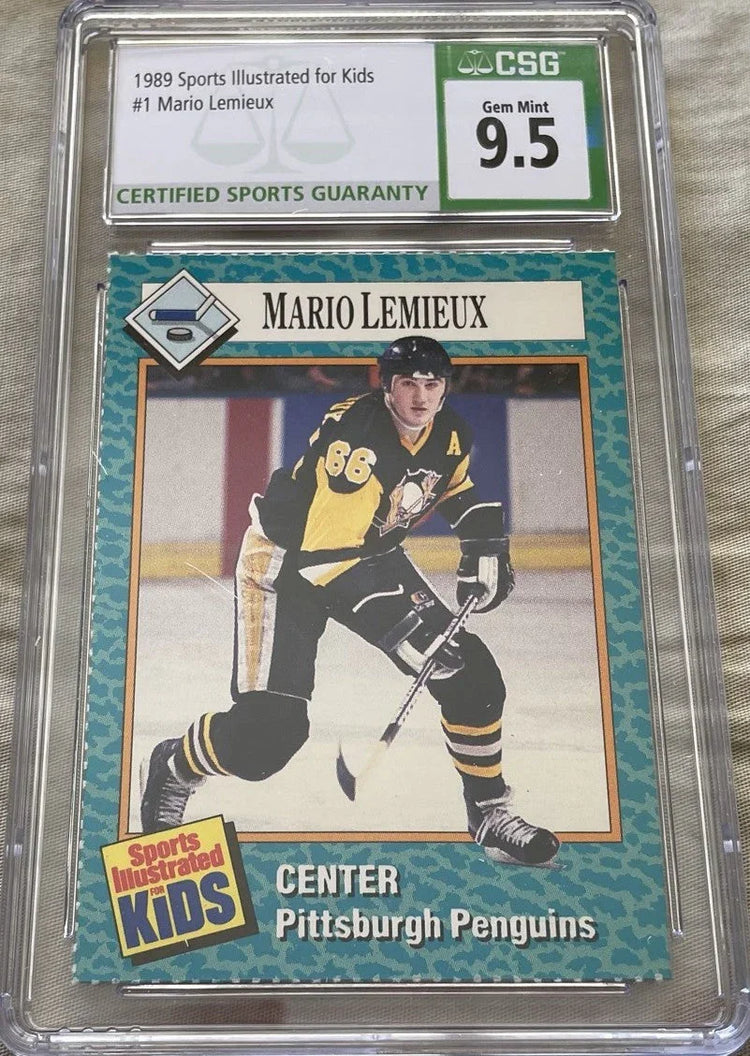 1989 Sports Illustrated for Kids
#1 Mario Lemieux
CERTIFIED SPORTS GUARANTY
CSG
Gem Mint
9.5
MARIO LEMIEUX
66
A
Sports
Illustrated
FOR
KiDS
CENTER
Pittsburgh Penguins